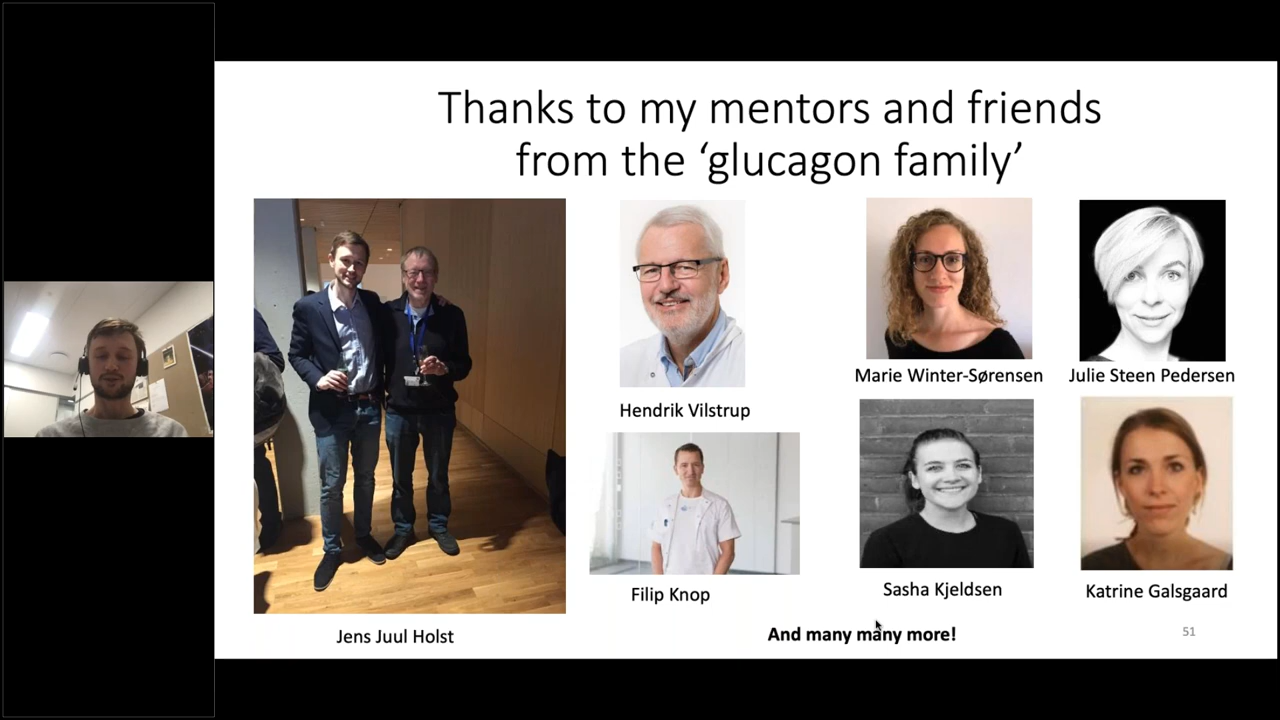 Thanks to my mentors and friends
from the ‘glucagon family’
Jens Juul Holst
Hendrik Vilstrup
Filip Knop
Marie Winter-Sørensen
Julie Steen Pedersen
Sasha Kjeldsen
Katrine Galsgaard
And many many more!
51